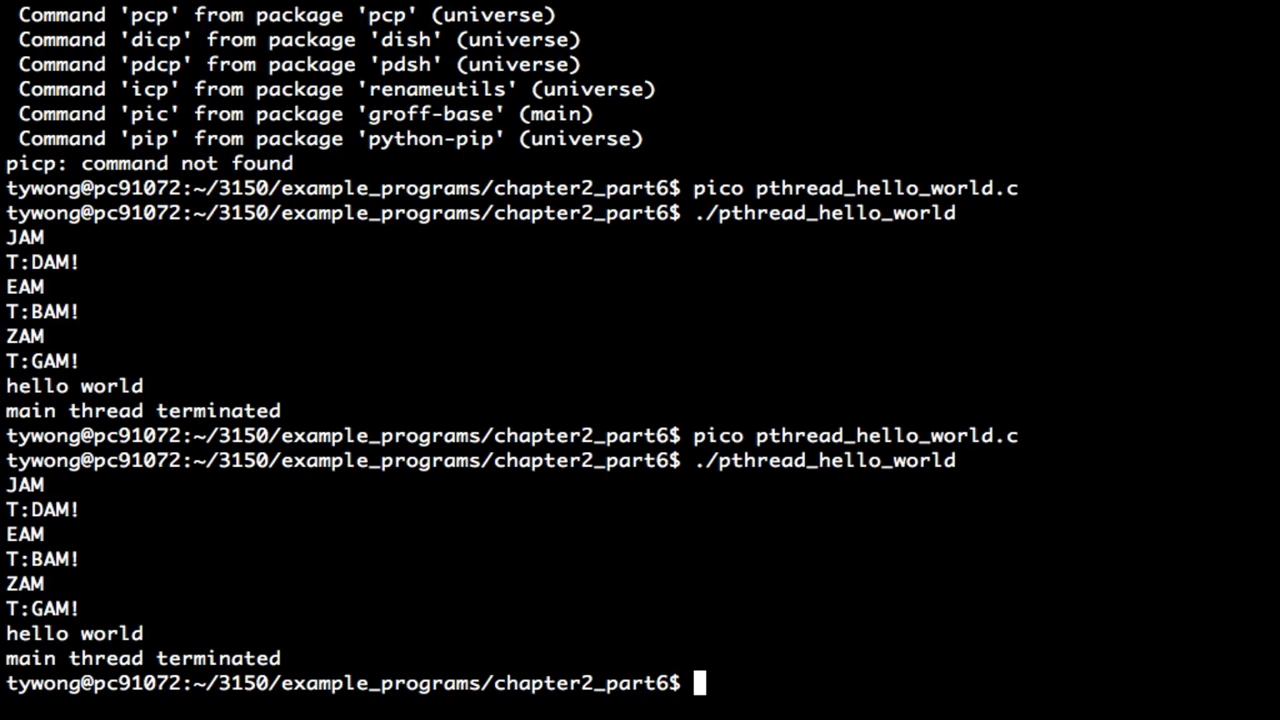 Command 'pcp' from package 'pcp' (universe)
Command 'dicp' from package 'dish' (universe)
Command 'pdcp' from package 'pdsh' (universe)
Command 'icp' from package 'renameutils' (universe)
Command 'pic' from package 'groff-base' (main)
Command 'pip' from package 'python-pip' (universe)
picp: command not found
tywong@pc91072:~/3150/example_programs/chapter2_part6$ pico pthread_hello_world.c
tywong@pc91072:~/3150/example_programs/chapter2_part6$ ./pthread_hello_world
JAM
T:DAM!
EAM
T:BAM!
ZAM
T:GAM!
hello world
main thread terminated
tywong@pc91072:~/3150/example_programs/chapter2_part6$ pico pthread_hello_world.c
tywong@pc91072:~/3150/example_programs/chapter2_part6$ ./pthread_hello_world
JAM
T:DAM!
EAM
T:BAM!
ZAM
T:GAM!
hello world
main thread terminated
tywong@pc91072:~/3150/example_programs/chapter2_part6$